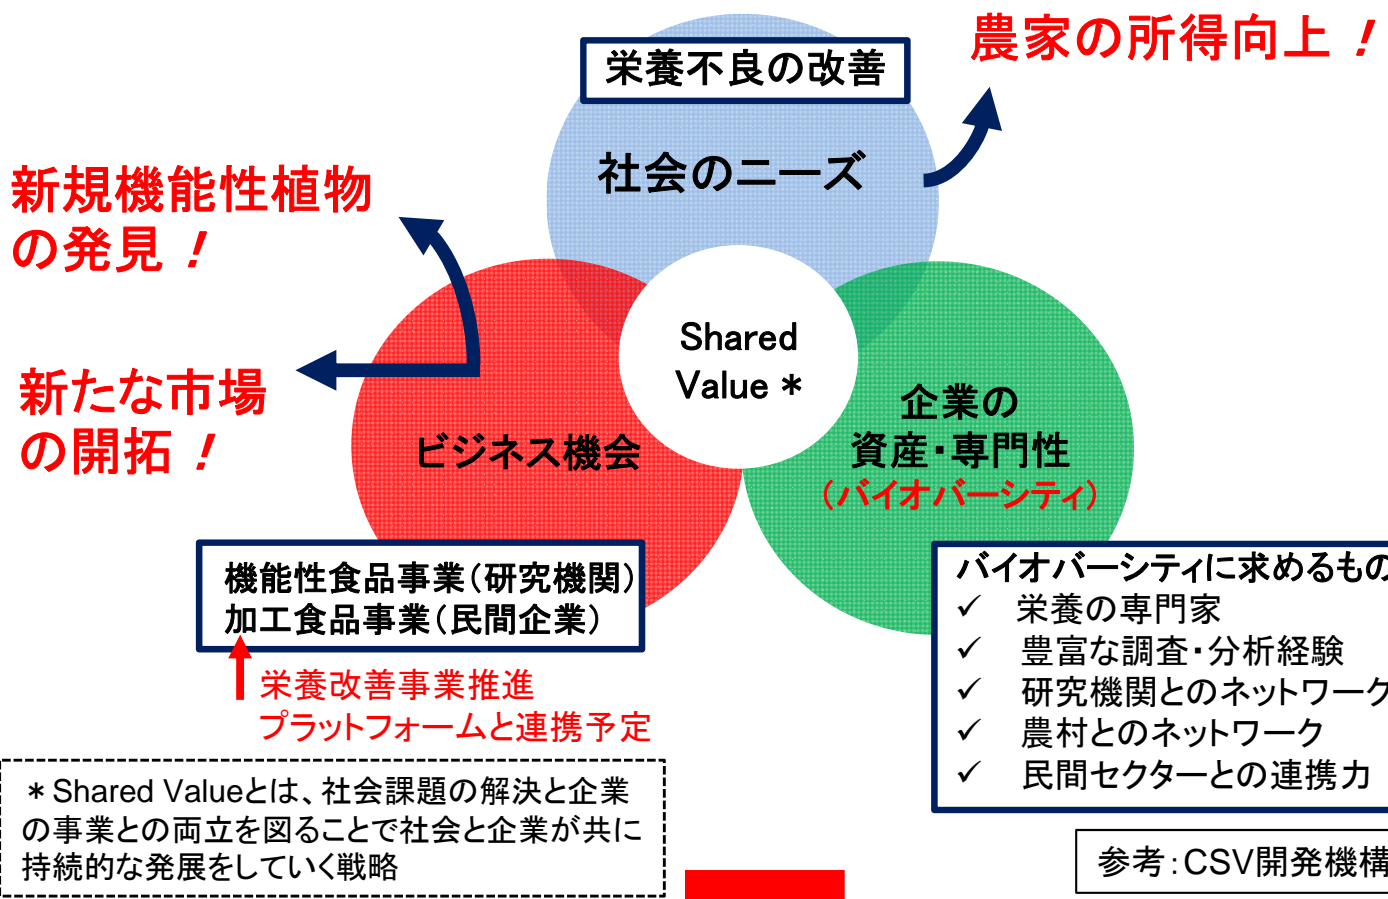 農家の所得向上！
栄養不良の改善
社会のニーズ
新規機能性植物
の発見！
新たな市場
の開拓！
Shared
Value＊
ビジネス機会
企業の
資産・専門性
（バイオバーシティ）
機能性食品事業（研究機関）
加工食品事業（民間企業）
栄養改善事業推進
プラットフォームと連携予定
バイオバーシティに求めるもの
✓ 栄養の専門家
✓ 豊富な調査・分析経験
✓ 研究機関とのネットワーク
✓ 農村とのネットワーク
✓ 民間セクターとの連携力
＊Shared Valueとは、社会課題の解決と企業
の事業との両立を図ることで社会と企業が共に
持続的な発展をしていく戦略
参考：CSV開発機構